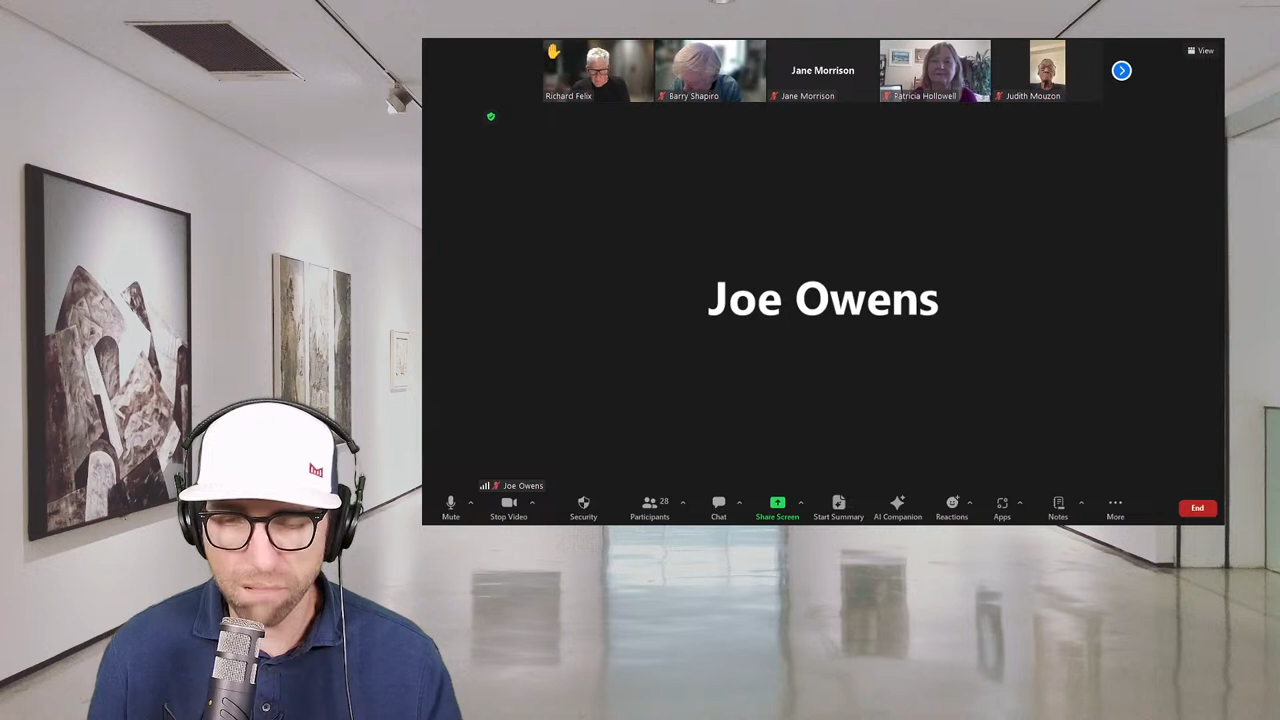 Jane Morrison
View
Richard Felix
Barry Shapiro
Jane Morrison
Patricia Hollowell
Judith Mouzon
Joe Owens
Joe Owens
28
Mute
Stop Video
Security
Participants
Chat
Share Screen
Start Summary
AI Companion
Reactions
Apps
Notes
More
End